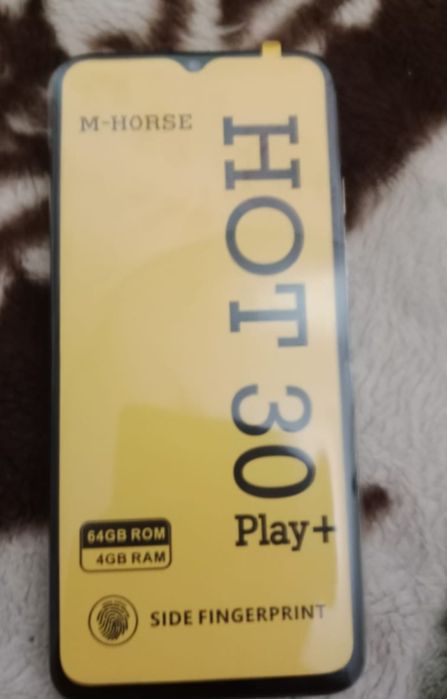 M-HORSE
HOT 30
Play+
64GB ROM
4GB RAM
SIDE FINGERPRINT